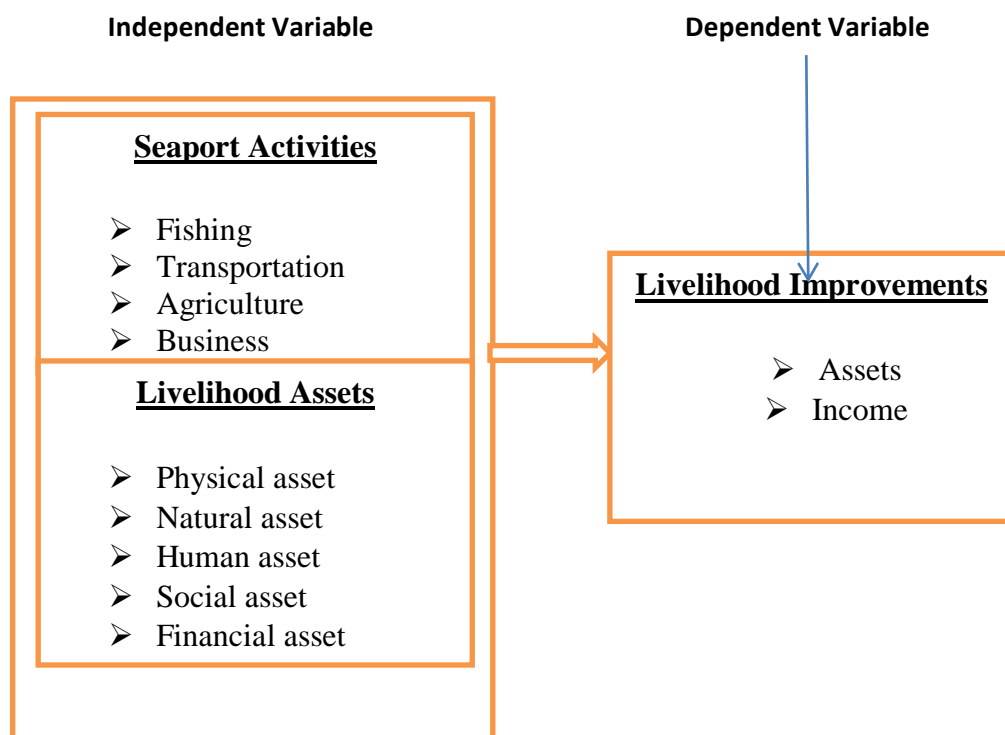 Independent Variable
Dependent Variable
Seaport Activities
➢ Fishing
➢ Transportation
➢ Agriculture
➢ Business
Livelihood Assets
➢ Physical asset
➢ Natural asset
➢ Human asset
➢ Social asset
➢ Financial asset
Livelihood Improvements
➢ Assets
➢ Income